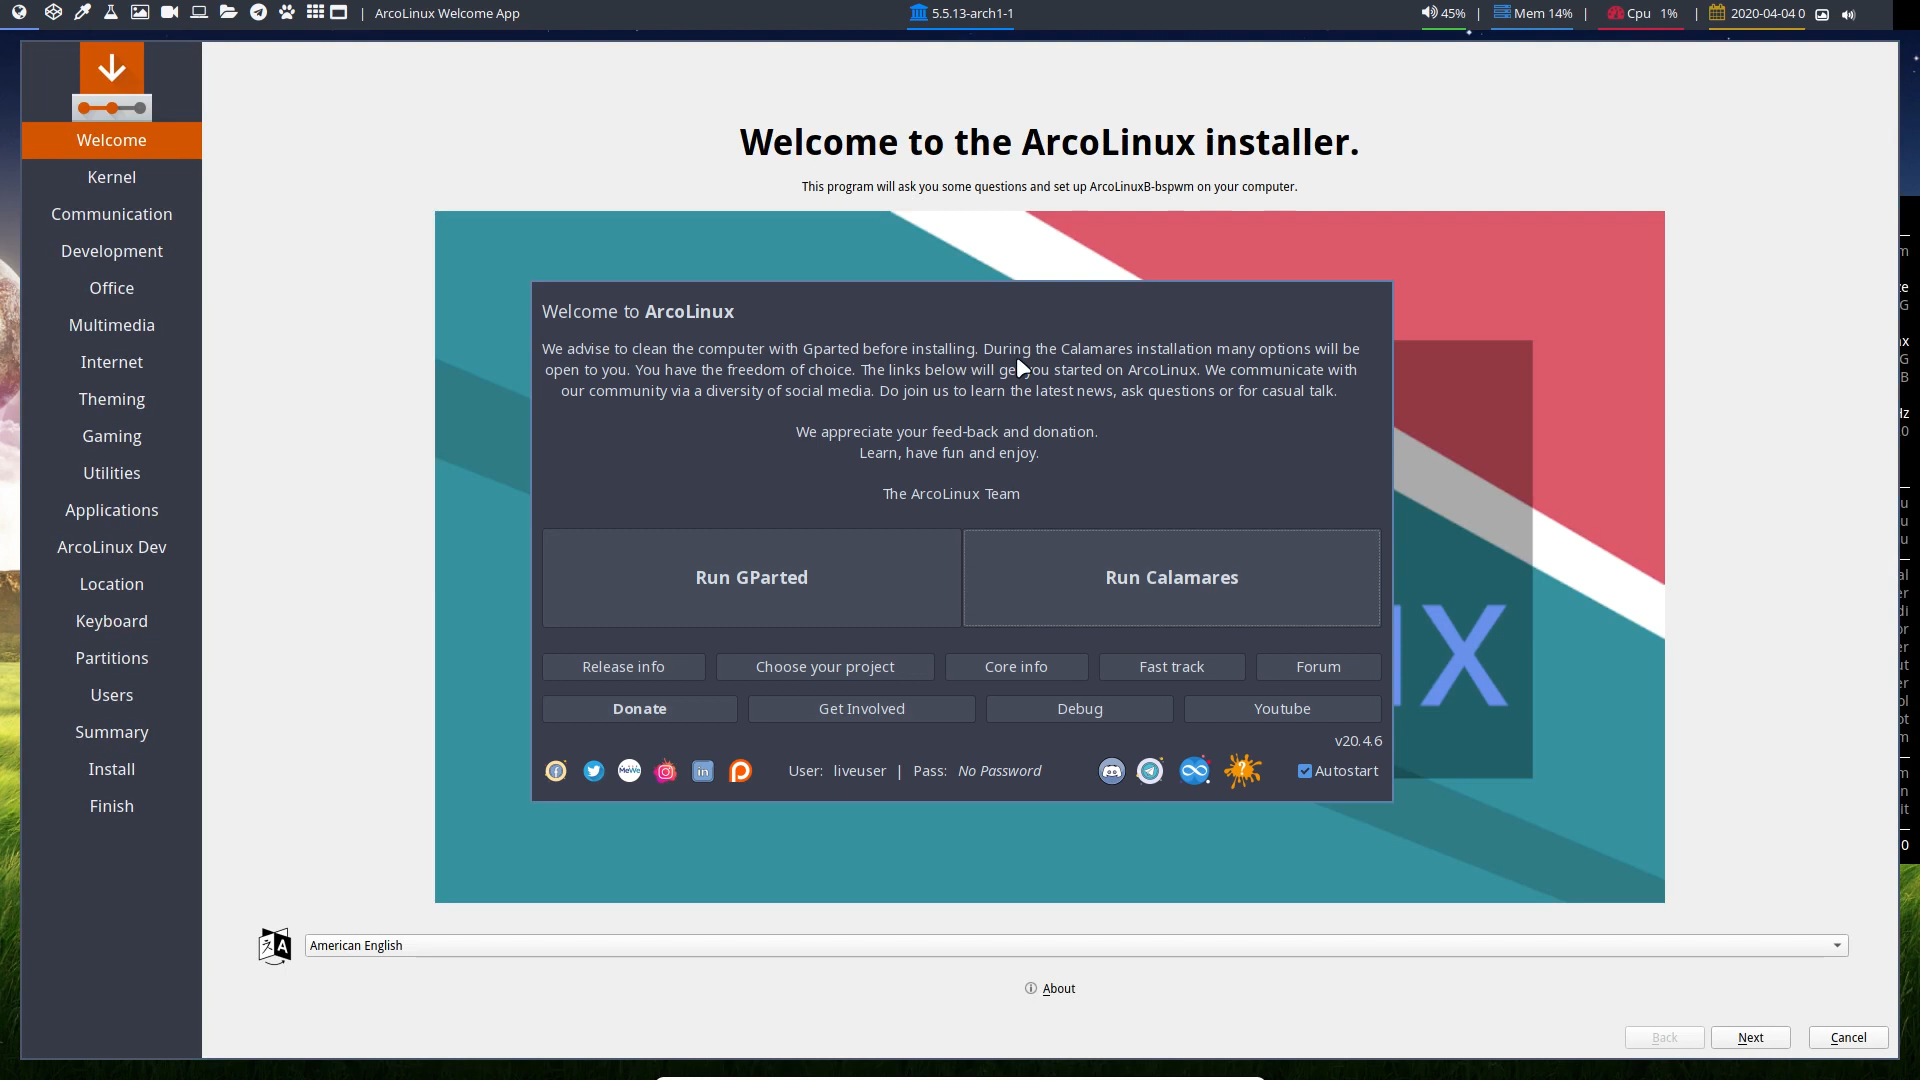 | ArcoLinux Welcome App
5.5.13-arch1-1
45% | Mem 14% | Cpu 1% | 2020-04-04 0
Welcome
Kernel
Communication
Development
Office
Multimedia
Internet
Theming
Gaming
Utilities
Applications
ArcoLinux Dev
Location
Keyboard
Partitions
Users
Summary
Install
Finish
Welcome to the ArcoLinux installer.
This program will ask you some questions and set up ArcoLinuxB-bspwm on your computer.
Welcome to ArcoLinux
We advise to clean the computer with Gparted before installing. During the Calamares installation many options will be
open to you. You have the freedom of choice. The links below will get you started on ArcoLinux. We communicate with
our community via a diversity of social media. Do join us to learn the latest news, ask questions or for casual talk.
We appreciate your feed-back and donation.
Learn, have fun and enjoy.
The ArcoLinux Team
Run GParted
Run Calamares
Release info
Choose your project
Core info
Fast track
Forum
Donate
Get Involved
Debug
Youtube
v20.4.6
MeWe
in
User: liveuser | Pass: No Password
Autostart
X
American English
About
Back
Next
Cancel